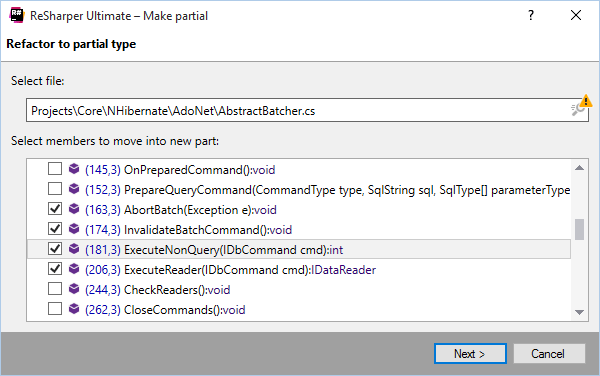 R#
ReSharper Ultimate – Make partial
Refactor to partial type
Select file:
Projects\Core\NHibernate\AdoNet\AbstractBatcher.cs
Select members to move into new part:
(145,3) OnPreparedCommand():void
(152,3) PrepareQueryCommand(CommandType type, SqlString sql, SqlType[] parameterType
(163,3) AbortBatch(Exception e):void
(174,3) InvalidateBatchCommand():void
(181,3) ExecuteNonQuery(IDbCommand cmd):int
(206,3) ExecuteReader(IDbCommand cmd):IDataReader
(244,3) CheckReaders():void
(262,3) CloseCommands():void
Next >
Cancel